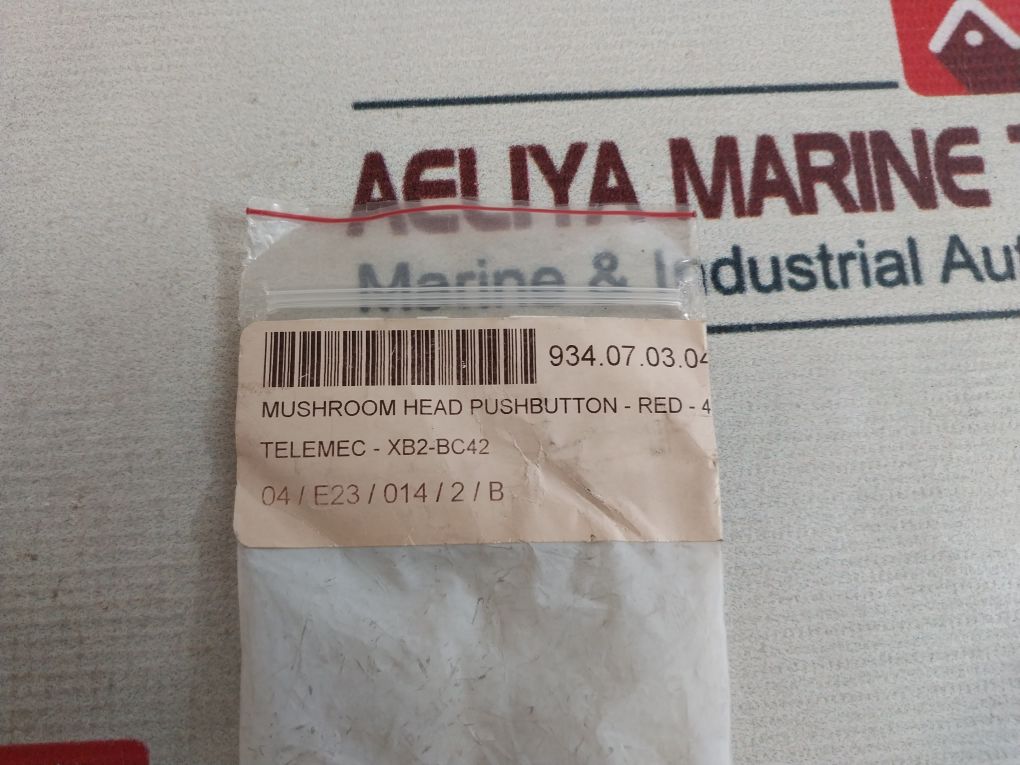 AELIYA MARINE
Marine & Industrial
934.07.03.04
MUSHROOM HEAD PUSHBUTTON - RED - 4
TELEMEC - XB2-BC42
04 / E23 / 014 / 2 / B